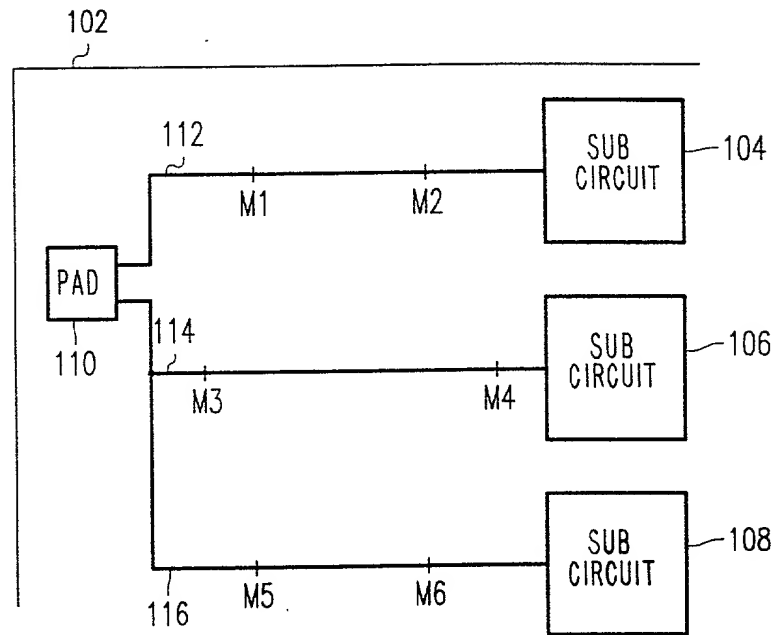 102
112
M1
M2
SUB
CIRCUIT
104
PAD
110
114
M3
M4
SUB
CIRCUIT
106
116
M5
M6
SUB
CIRCUIT
108